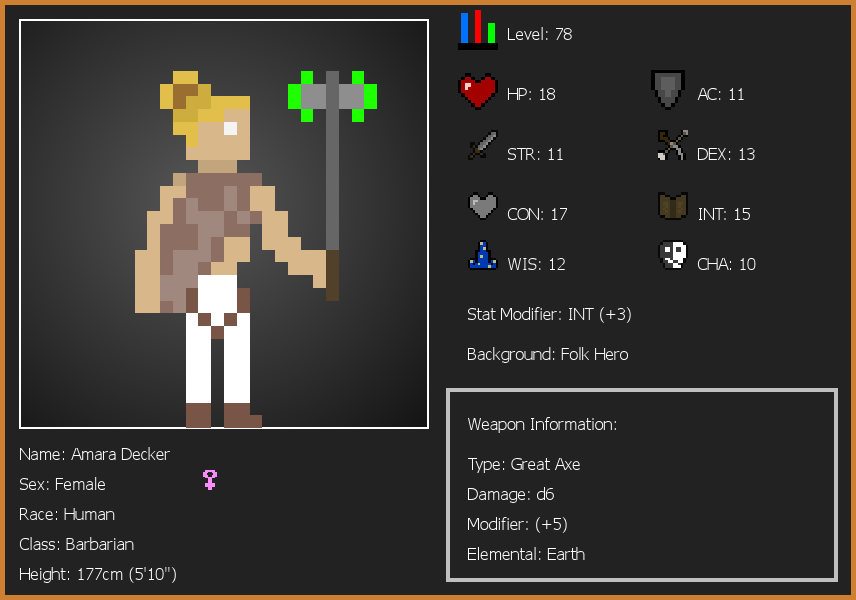 Level: 78
HP: 18
AC: 11
STR: 11
DEX: 13
CON: 17
INT: 15
WIS: 12
CHA: 10
Stat Modifier: INT (+3)
Background: Folk Hero
Weapon Information:
Type: Great Axe
Damage: d6
Modifier: (+5)
Elemental: Earth
Name: Amara Decker
Sex: Female
Race: Human
Class: Barbarian
Height: 177cm (5'10")